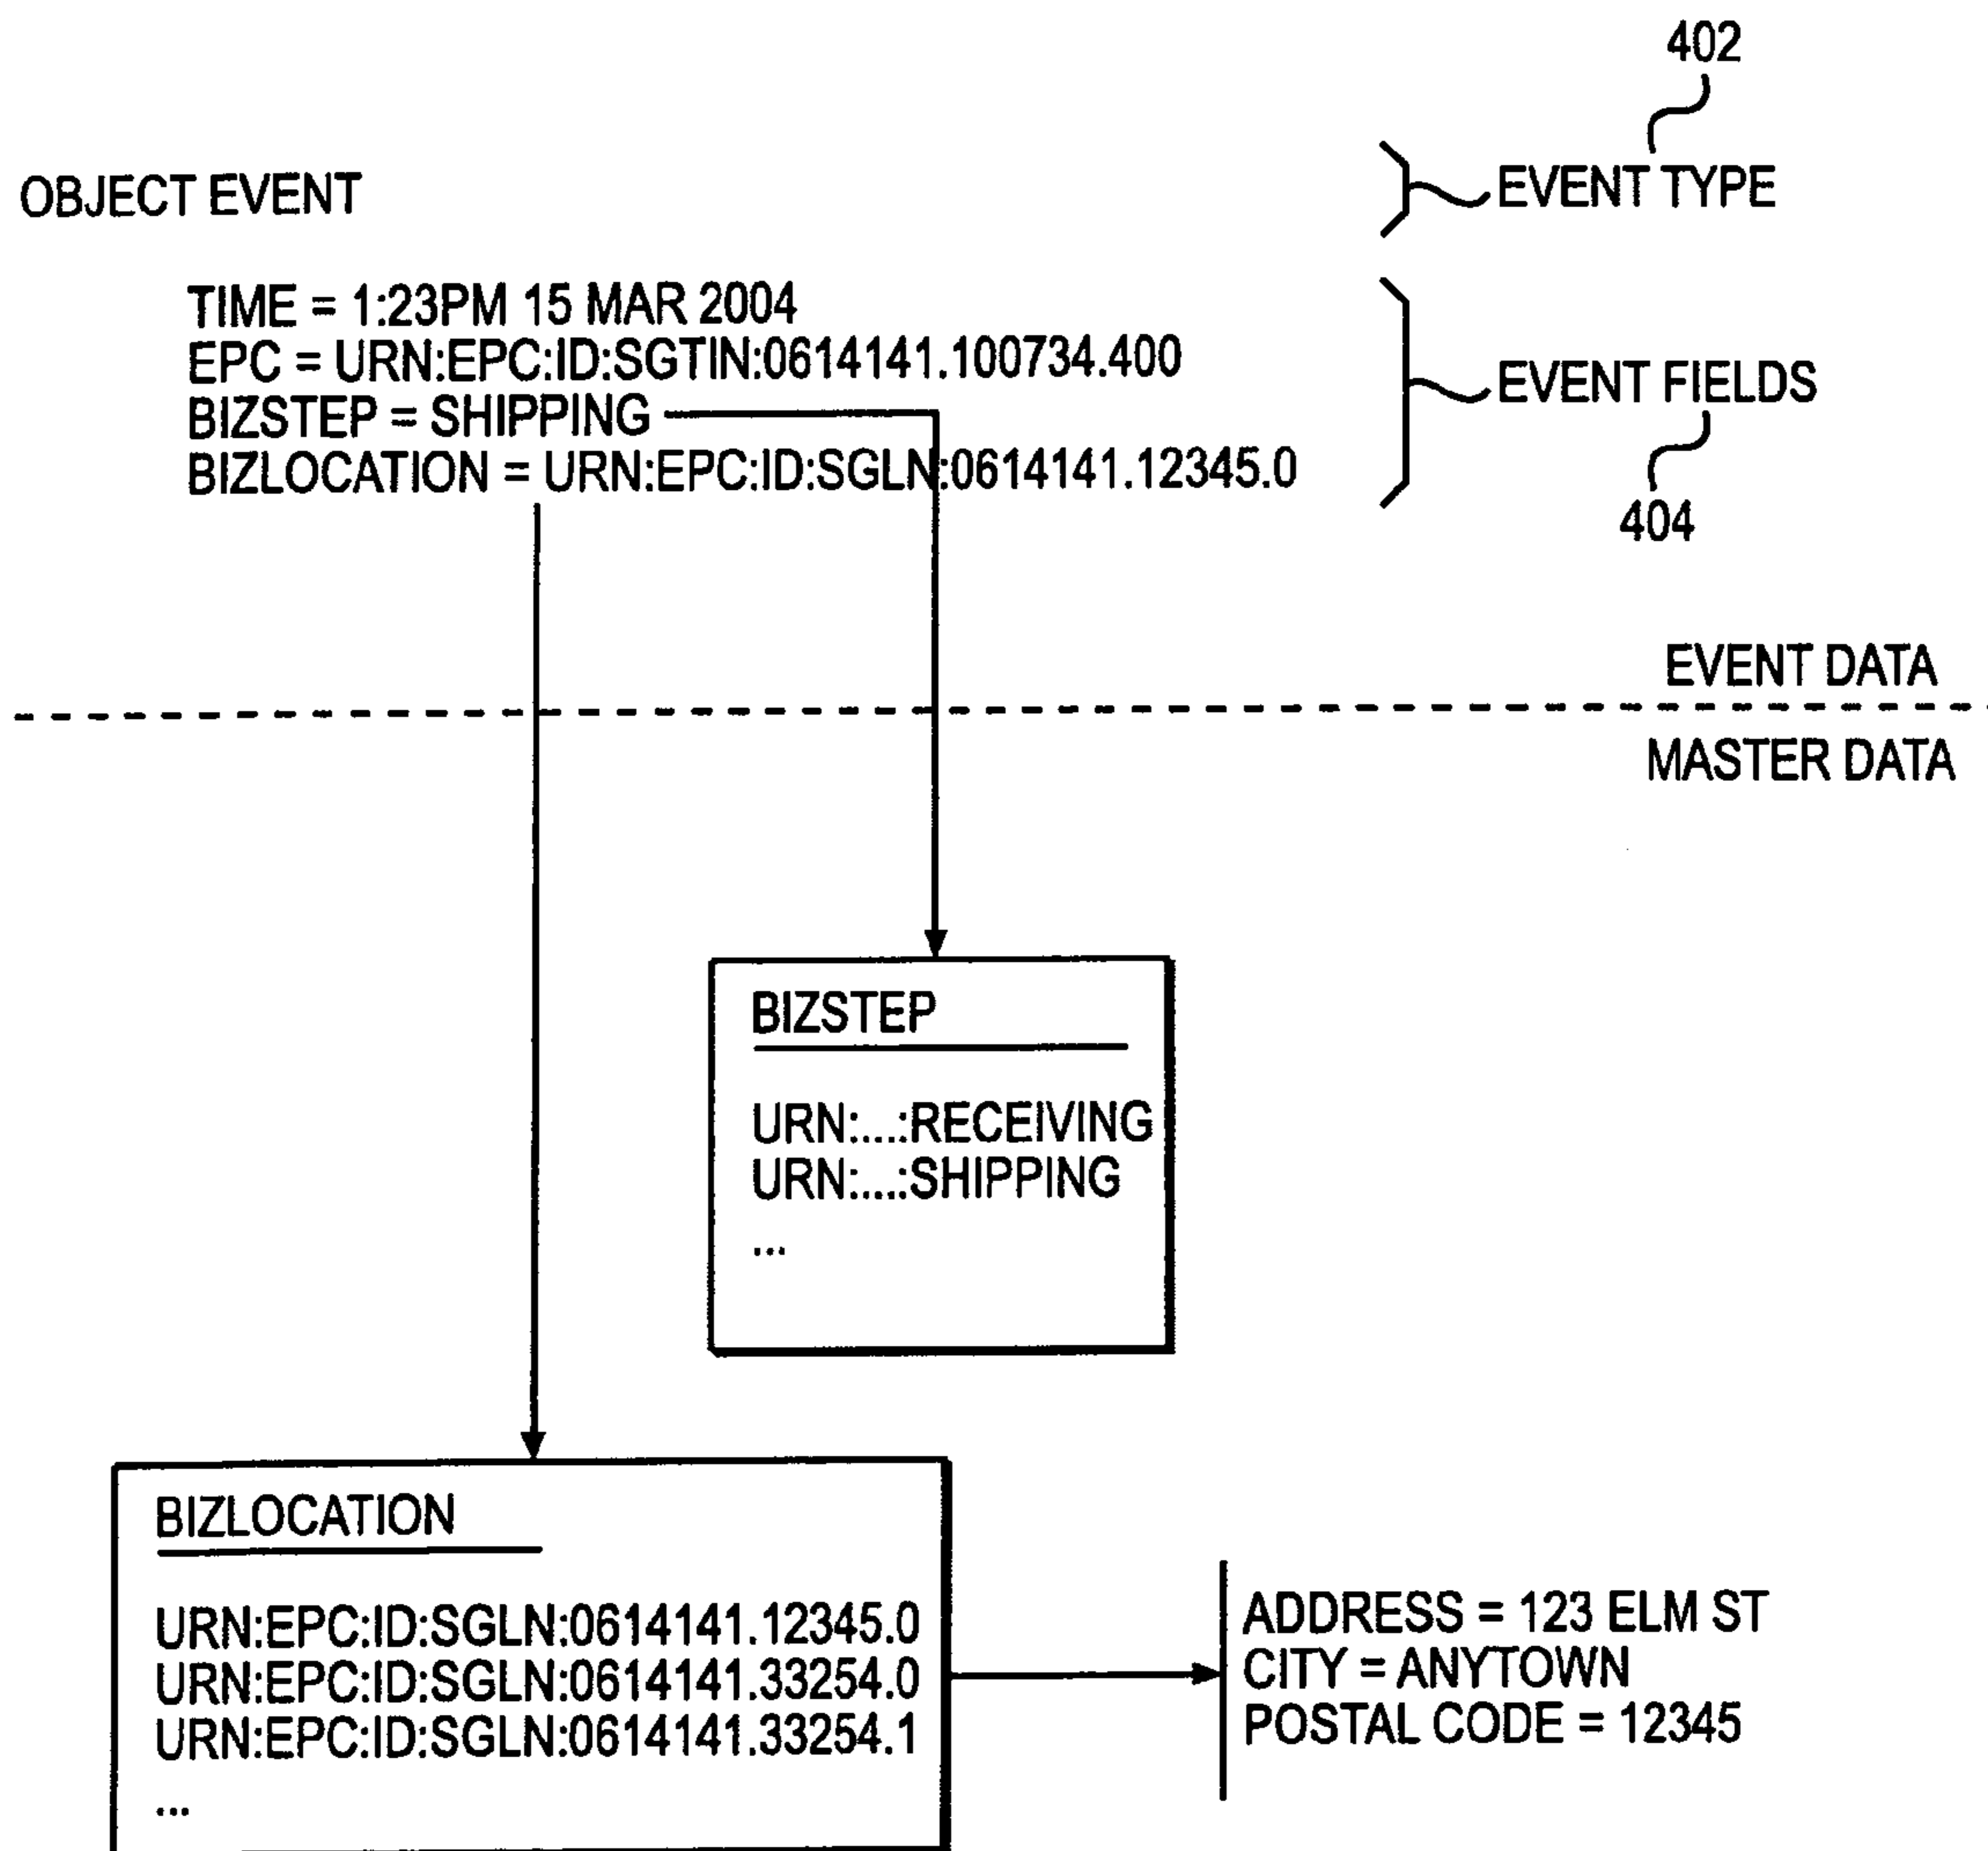 402
OBJECT EVENT
EVENT TYPE
TIME = 1:23PM 15 MAR 2004
EPC = URN:EPC:ID:SGTIN:0614141.100734.400
BIZSTEP = SHIPPING
BIZLOCATION = URN:EPC:ID:SGLN:0614141.12345.0
EVENT FIELDS
404
EVENT DATA
MASTER DATA
BIZSTEP
URN:...:RECEIVING
URN:...:SHIPPING
...
BIZLOCATION
URN:EPC:ID:SGLN:0614141.12345.0
URN:EPC:ID:SGLN:0614141.33254.0
URN:EPC:ID:SGLN:0614141.33254.1
...
ADDRESS = 123 ELM ST
CITY = ANYTOWN
POSTAL CODE = 12345